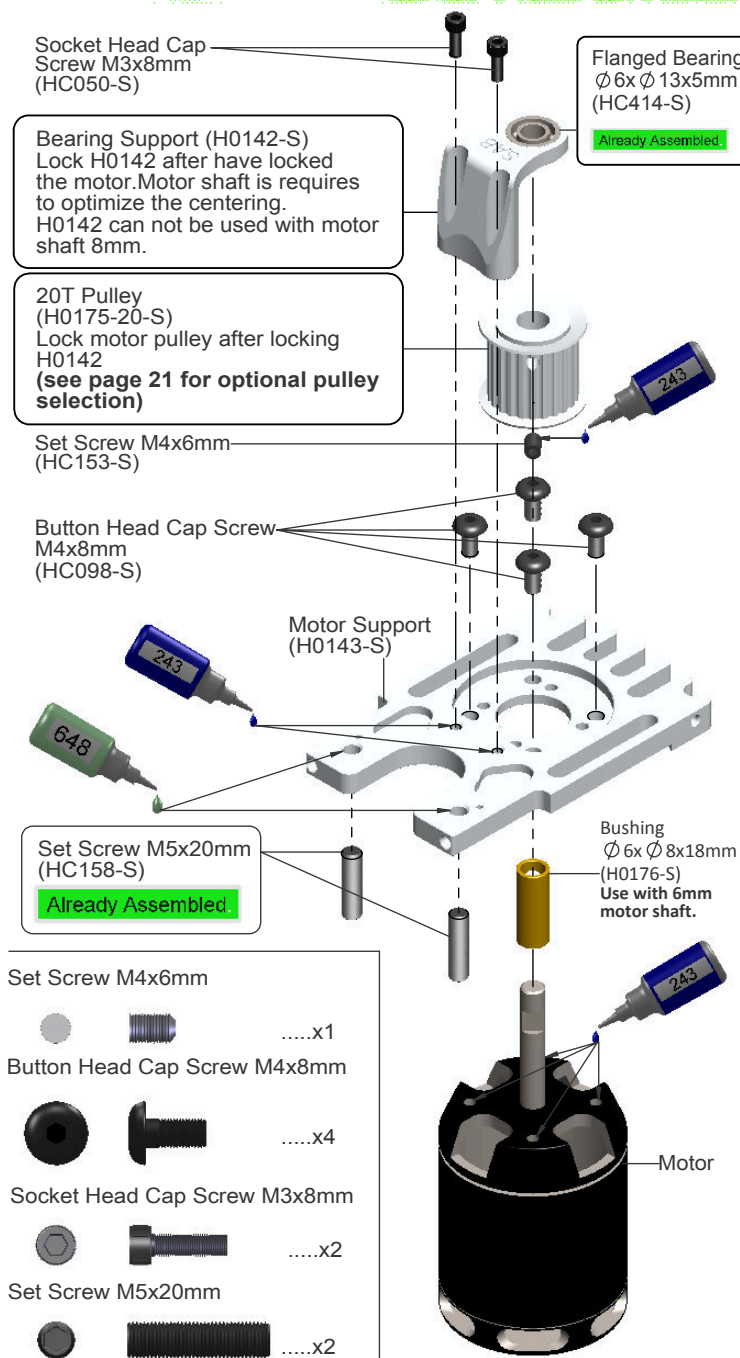 Socket Head Cap
Screw M3x8mm
(HC050-S)
Flanged Bearing
∅ 6x ∅ 13x5mm
(HC414-S)
Already Assembled.
Bearing Support (H0142-S)
Lock H0142 after have locked
the motor.Motor shaft is requires
to optimize the centering.
H0142 can not be used with motor
shaft 8mm.
SAB
20T Pulley
(H0175-20-S)
Lock motor pulley after locking
H0142
(see page 21 for optional pulley
selection)
243
Set Screw M4x6mm
(HC153-S)
Button Head Cap Screw
M4x8mm
(HC098-S)
Motor Support
(H0143-S)
243
648
Set Screw M5x20mm
(HC158-S)
Already Assembled.
Bushing
∅ 6x ∅ 8x18mm
(H0176-S)
Use with 6mm
motor shaft.
243
Motor
Set Screw M4x6mm
.....x1
Button Head Cap Screw M4x8mm
.....x4
Socket Head Cap Screw M3x8mm
.....x2
Set Screw M5x20mm
.....x2